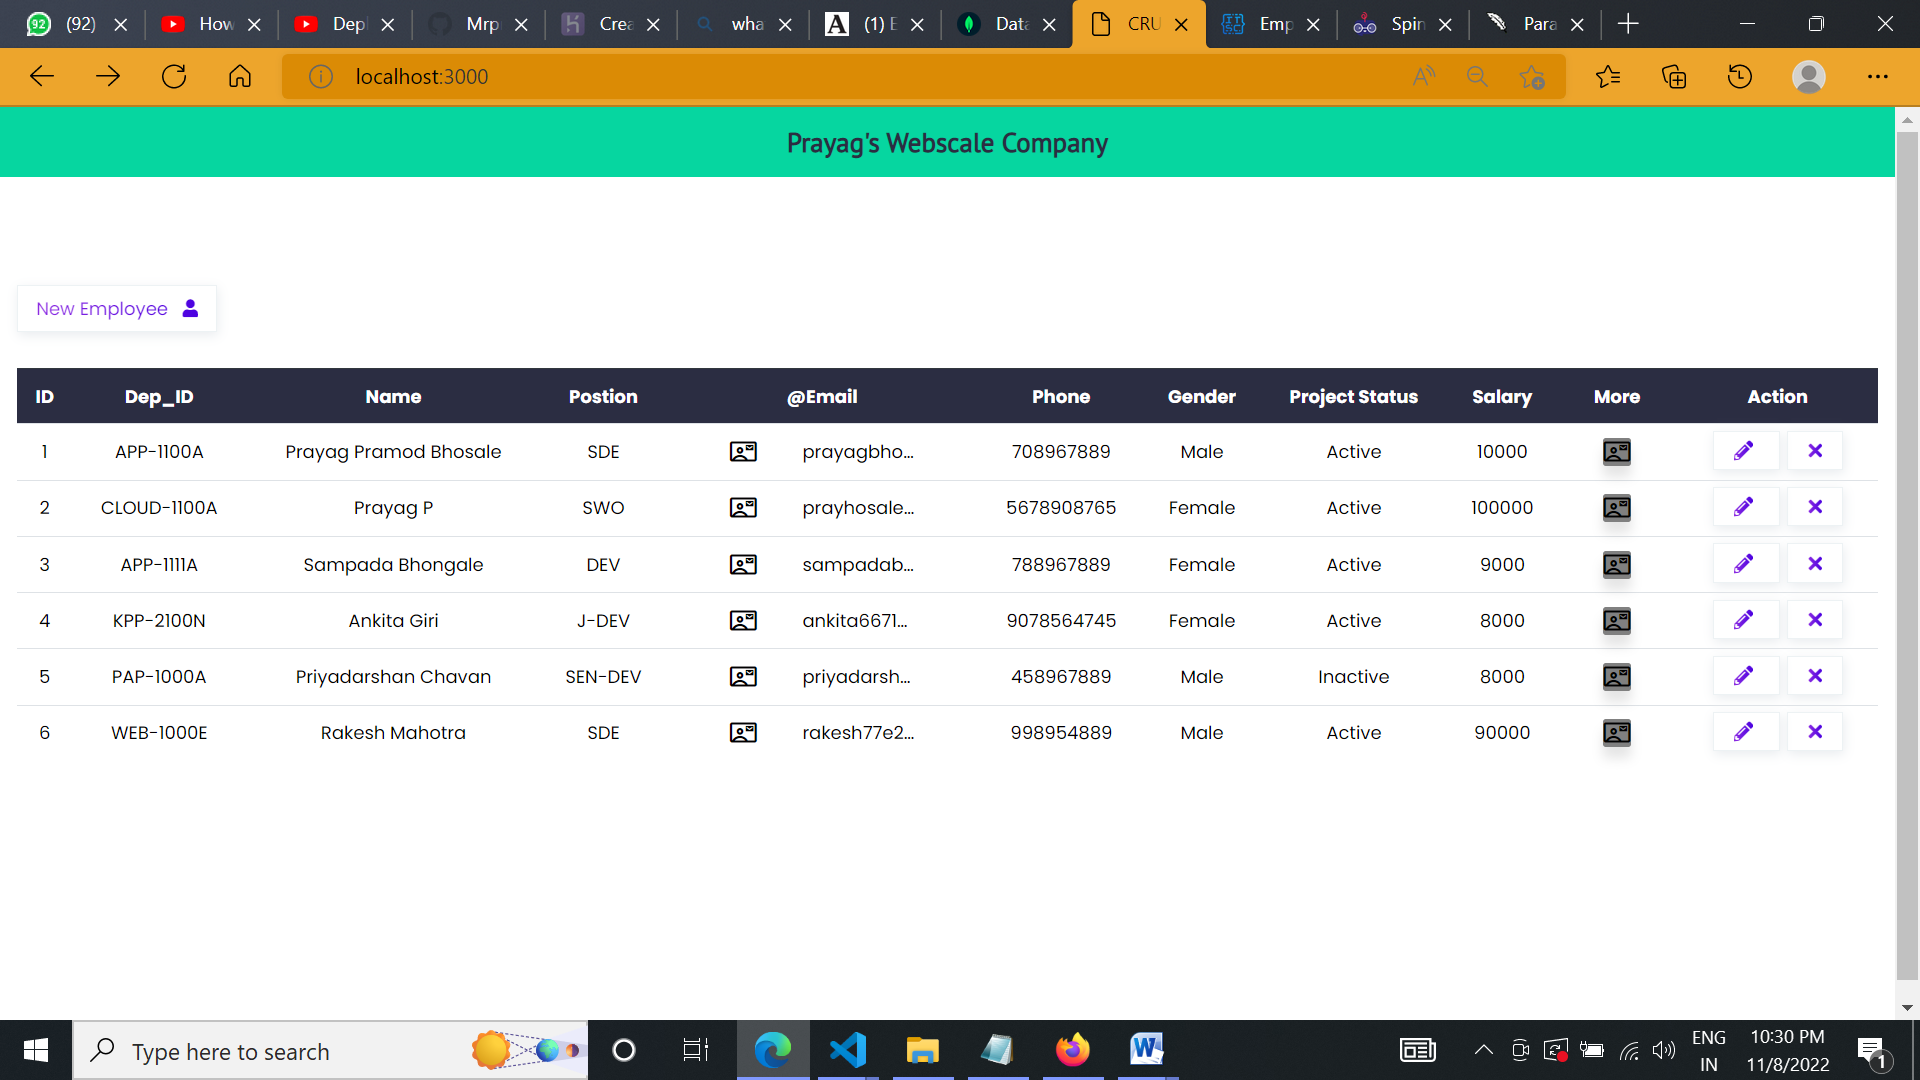 92 (92) How Dep Mrp Crea wha A (1) E Data CRU Emp Spin Para
localhost:3000
Prayag's Webscale Company
New Employee
ID Dep_ID Name Postion @Email Phone Gender Project Status Salary More Action
1 APP-1100A Prayag Pramod Bhosale SDE prayagbho... 708967889 Male Active 10000
2 CLOUD-1100A Prayag P SWO prayhosale... 5678908765 Female Active 100000
3 APP-1111A Sampada Bhongale DEV sampadab... 788967889 Female Active 9000
4 KPP-2100N Ankita Giri J-DEV ankita6671... 9078564745 Female Active 8000
5 PAP-1000A Priyadarshan Chavan SEN-DEV priyadarsh... 458967889 Male Inactive 8000
6 WEB-1000E Rakesh Mahotra SDE rakesh77e2... 998954889 Male Active 90000
Type here to search
ENG 10:30 PM
IN 11/8/2022 1